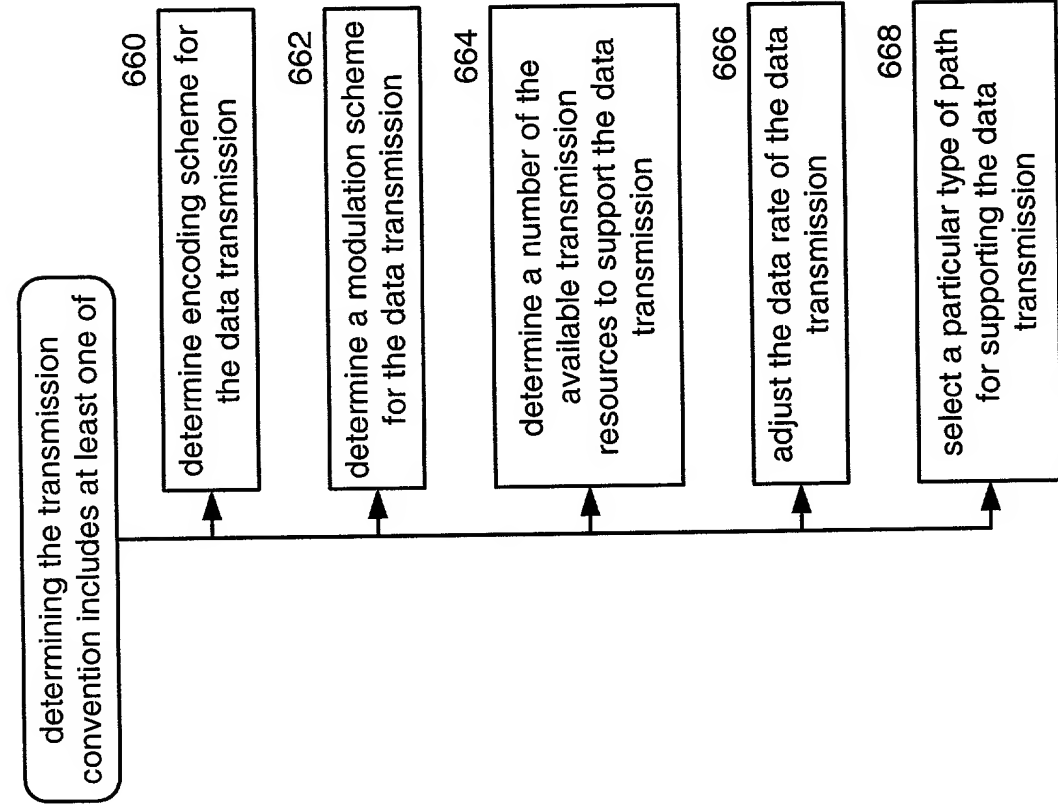 determining the transmission
convention includes at least one of
660
determine encoding scheme for
the data transmission
662
determine a modulation scheme
for the data transmission
664
determine a number of the
available transmission
resources to support the data
transmission
666
adjust the data rate of the data
transmission
668
select a particular type of path
for supporting the data
transmission